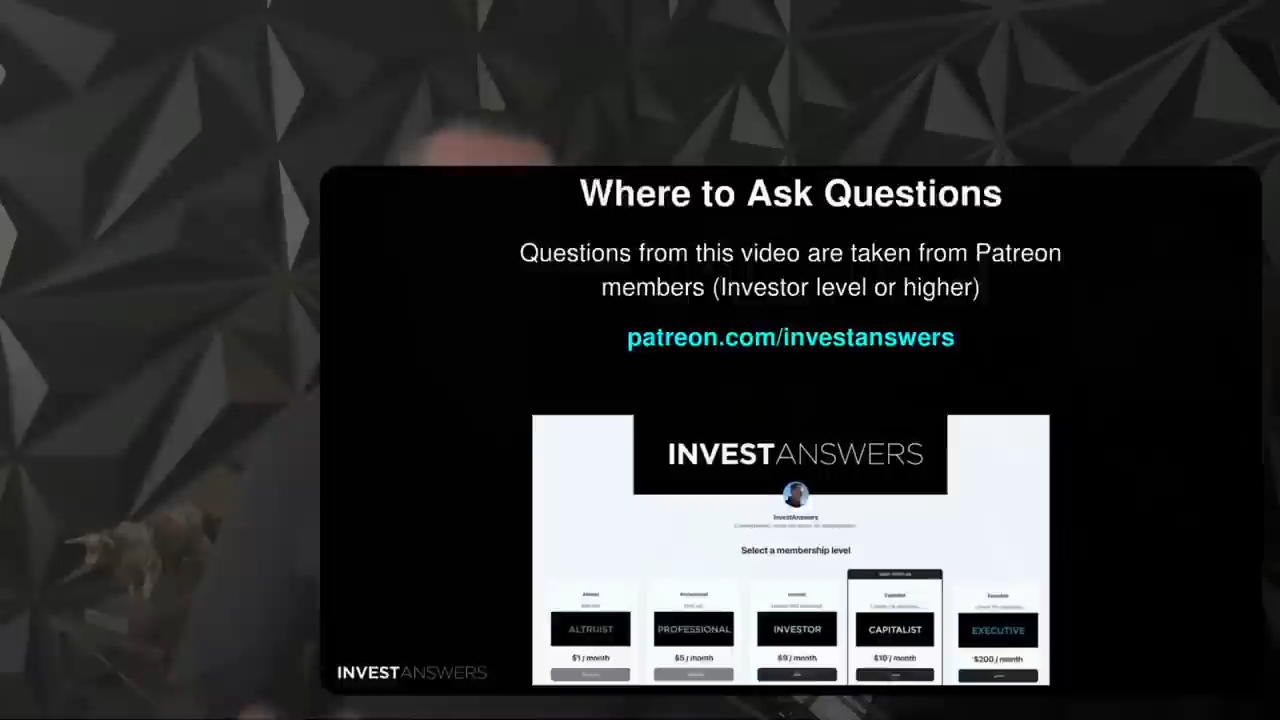 Where to Ask Questions
Questions from this video are taken from Patreon
members (Investor level or higher)
patreon.com/investanswers
INVESTANSWERS
InvestAnswers
Select a membership level
ALTRUIST
PROFESSIONAL
INVESTOR
CAPITALIST
EXECUTIVE
$1 / month
$5 / month
$9 / month
$10 / month
$200 / month
INVESTANSWERS